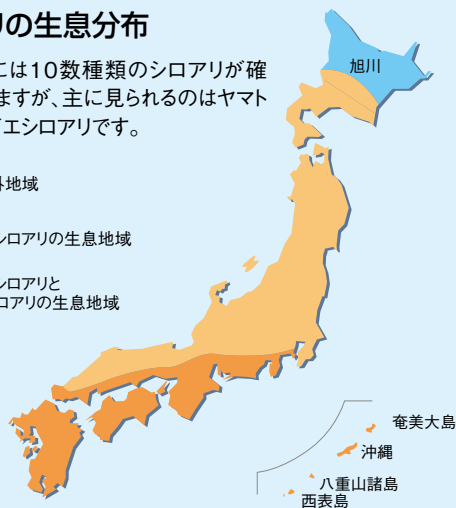 リの生息分布
には10数種類のシロアリが確
ますが、主に見られるのはヤマト
イエシロアリです。
外地域
シロアリの生息地域
シロアリと
ロアリの生息地域
旭川
奄美大島
沖縄
八重山諸島
西表島